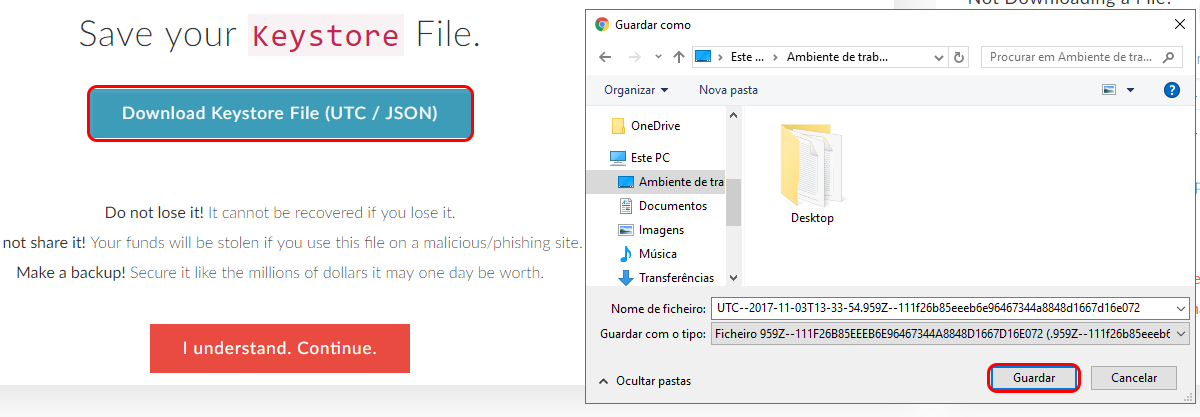 Save your Keystore File.
Download Keystore File (UTC / JSON)
Do not lose it! It cannot be recovered if you lose it.
not share it! Your funds will be stolen if you use this file on a malicious/phishing site.
Make a backup! Secure it like the millions of dollars it may one day be worth.
I understand. Continue.
Not Downloading a File?
Guardar como
Este ... › Ambiente de trab...
Procurar em Ambiente de tra...
Organizar
Nova pasta
OneDrive
Este PC
Ambiente de tra
Documentos
Imagens
Música
Transferências
Desktop
Nome de ficheiro: UTC--2017-11-03T13-33-54.959Z--111f26b85eeeb6e96467344a8848d1667d16e072
Guardar com o tipo: Ficheiro 959Z--111F26B85EEEB6E96467344A8848D1667D16E072 (.959Z--111f26b85eeeb6
Ocultar pastas
Guardar
Cancelar